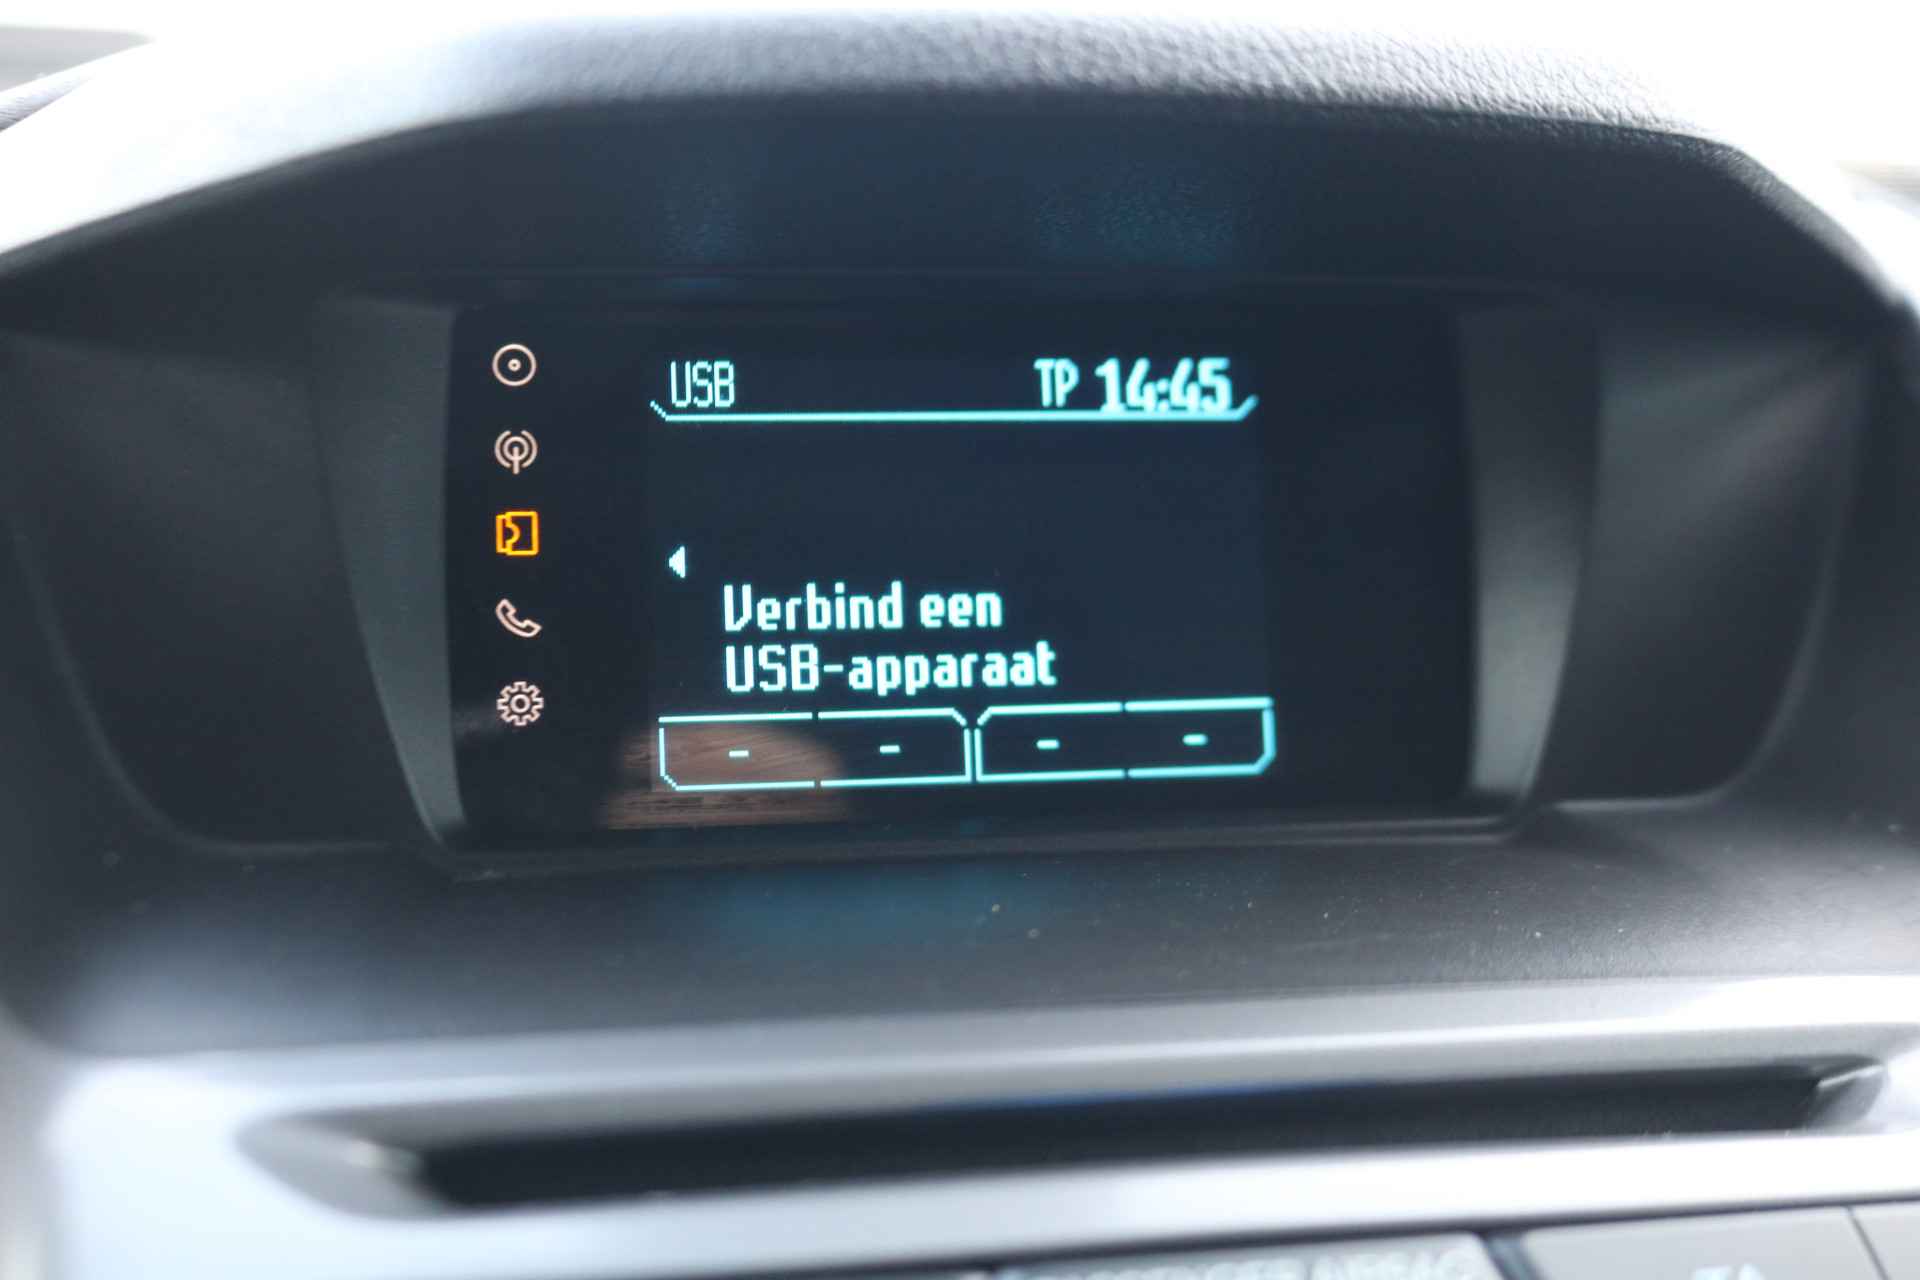 USB TP 14:45
Verbind een
USB-apparaat
- - - -